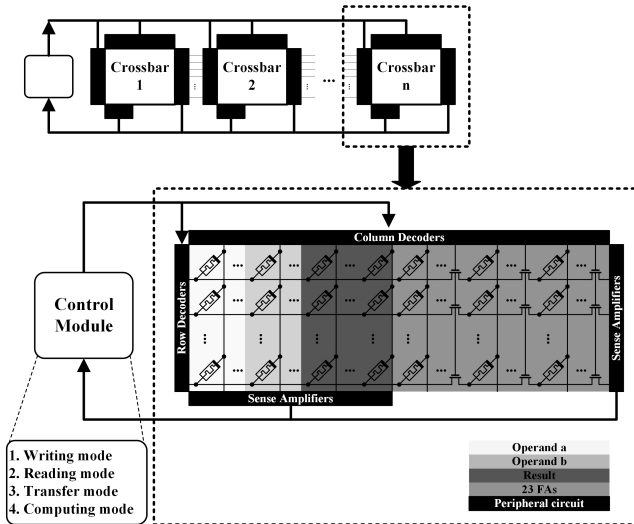 Crossbar
1
Crossbar
2
...
Crossbar
n
Column Decoders
Row Decoders
Sense Amplifiers
Control
Module
Sense Amplifiers
1. Writing mode
2. Reading mode
3. Transfer mode
4. Computing mode
Operand a
Operand b
Result
23 FAs
Peripheral circuit